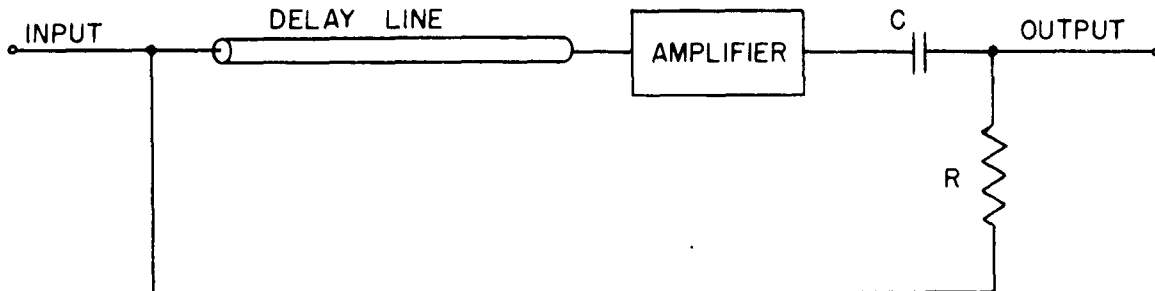 INPUT
DELAY LINE
AMPLIFIER
C
OUTPUT
R